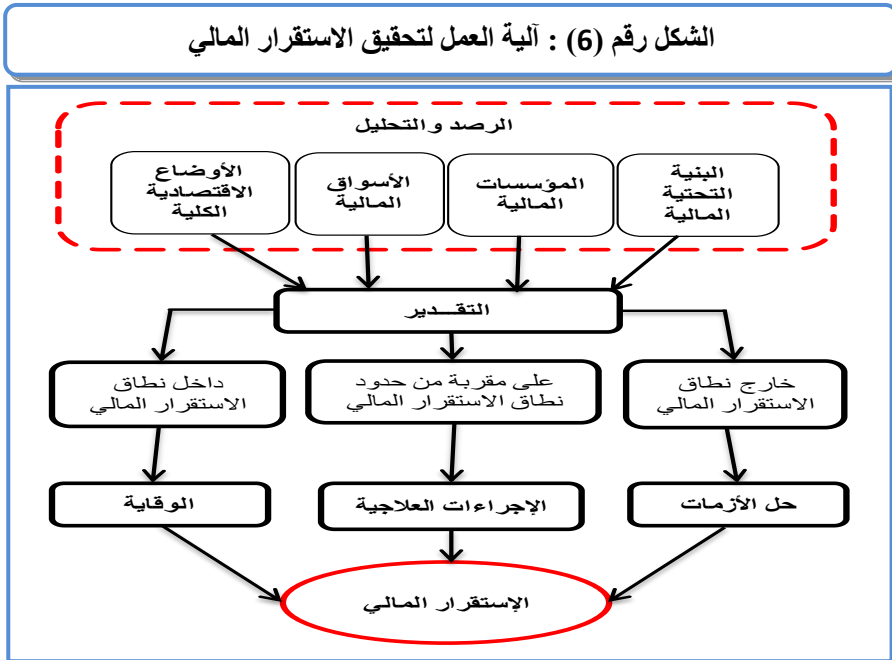 الشكل رقم (6) : آلية العمل لتحقيق الاستقرار المالي
الرصد والتحليل
البنية
التحتية
المالية
المؤسسات
المالية
الأسواق
المالية
الأوضاع
الاقتصادية
الكلية
التقـــدير
خارج نطاق
الاستقرار المالي
على مقربة من حدود
نطاق الاستقرار المالي
داخل نطاق
الاستقرار المالي
حل الأزمات
الإجراءات العلاجية
الوقاية
الإستقرار المالي